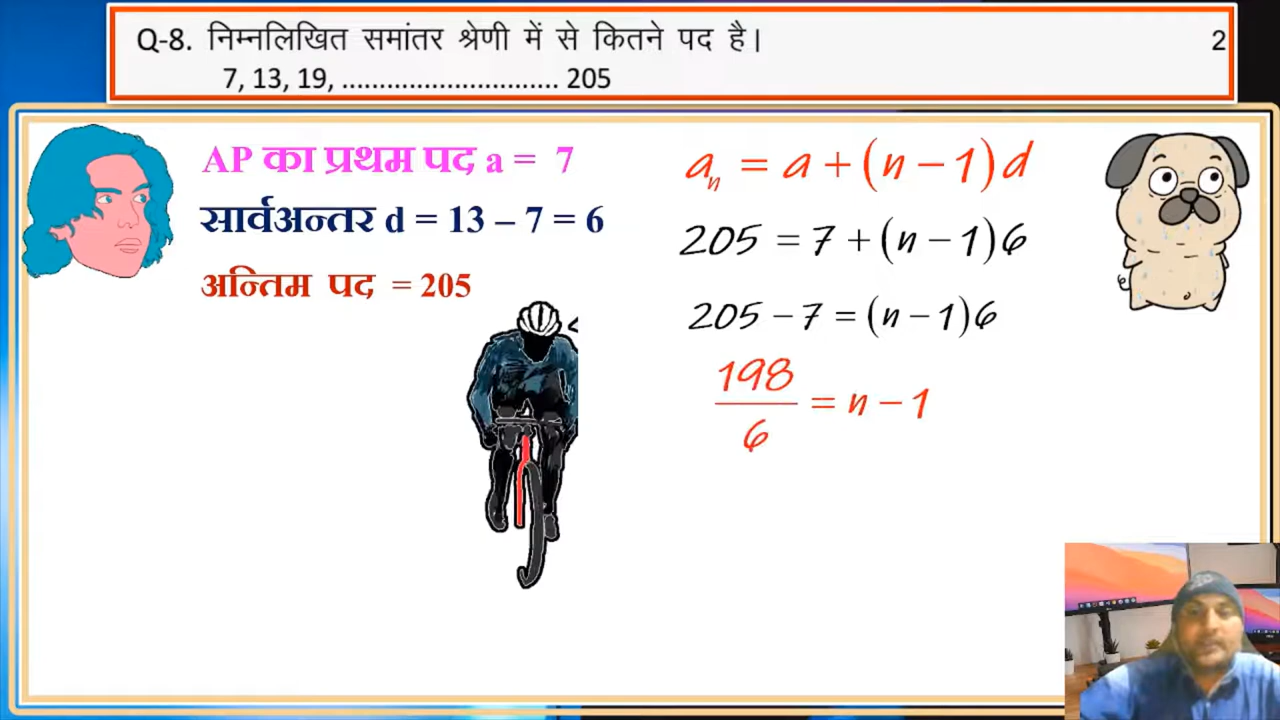 Q-8. निम्नलिखित समांतर श्रेणी में से कितने पद है। 2
7, 13, 19, ............................. 205
AP का प्रथम पद a = 7
सार्वअन्तर d = 13 – 7 = 6
अन्तिम पद = 205
aₙ = a + (n − 1) d
205 = 7 + (n − 1) 6
205 − 7 = (n − 1) 6
198
6
= n − 1